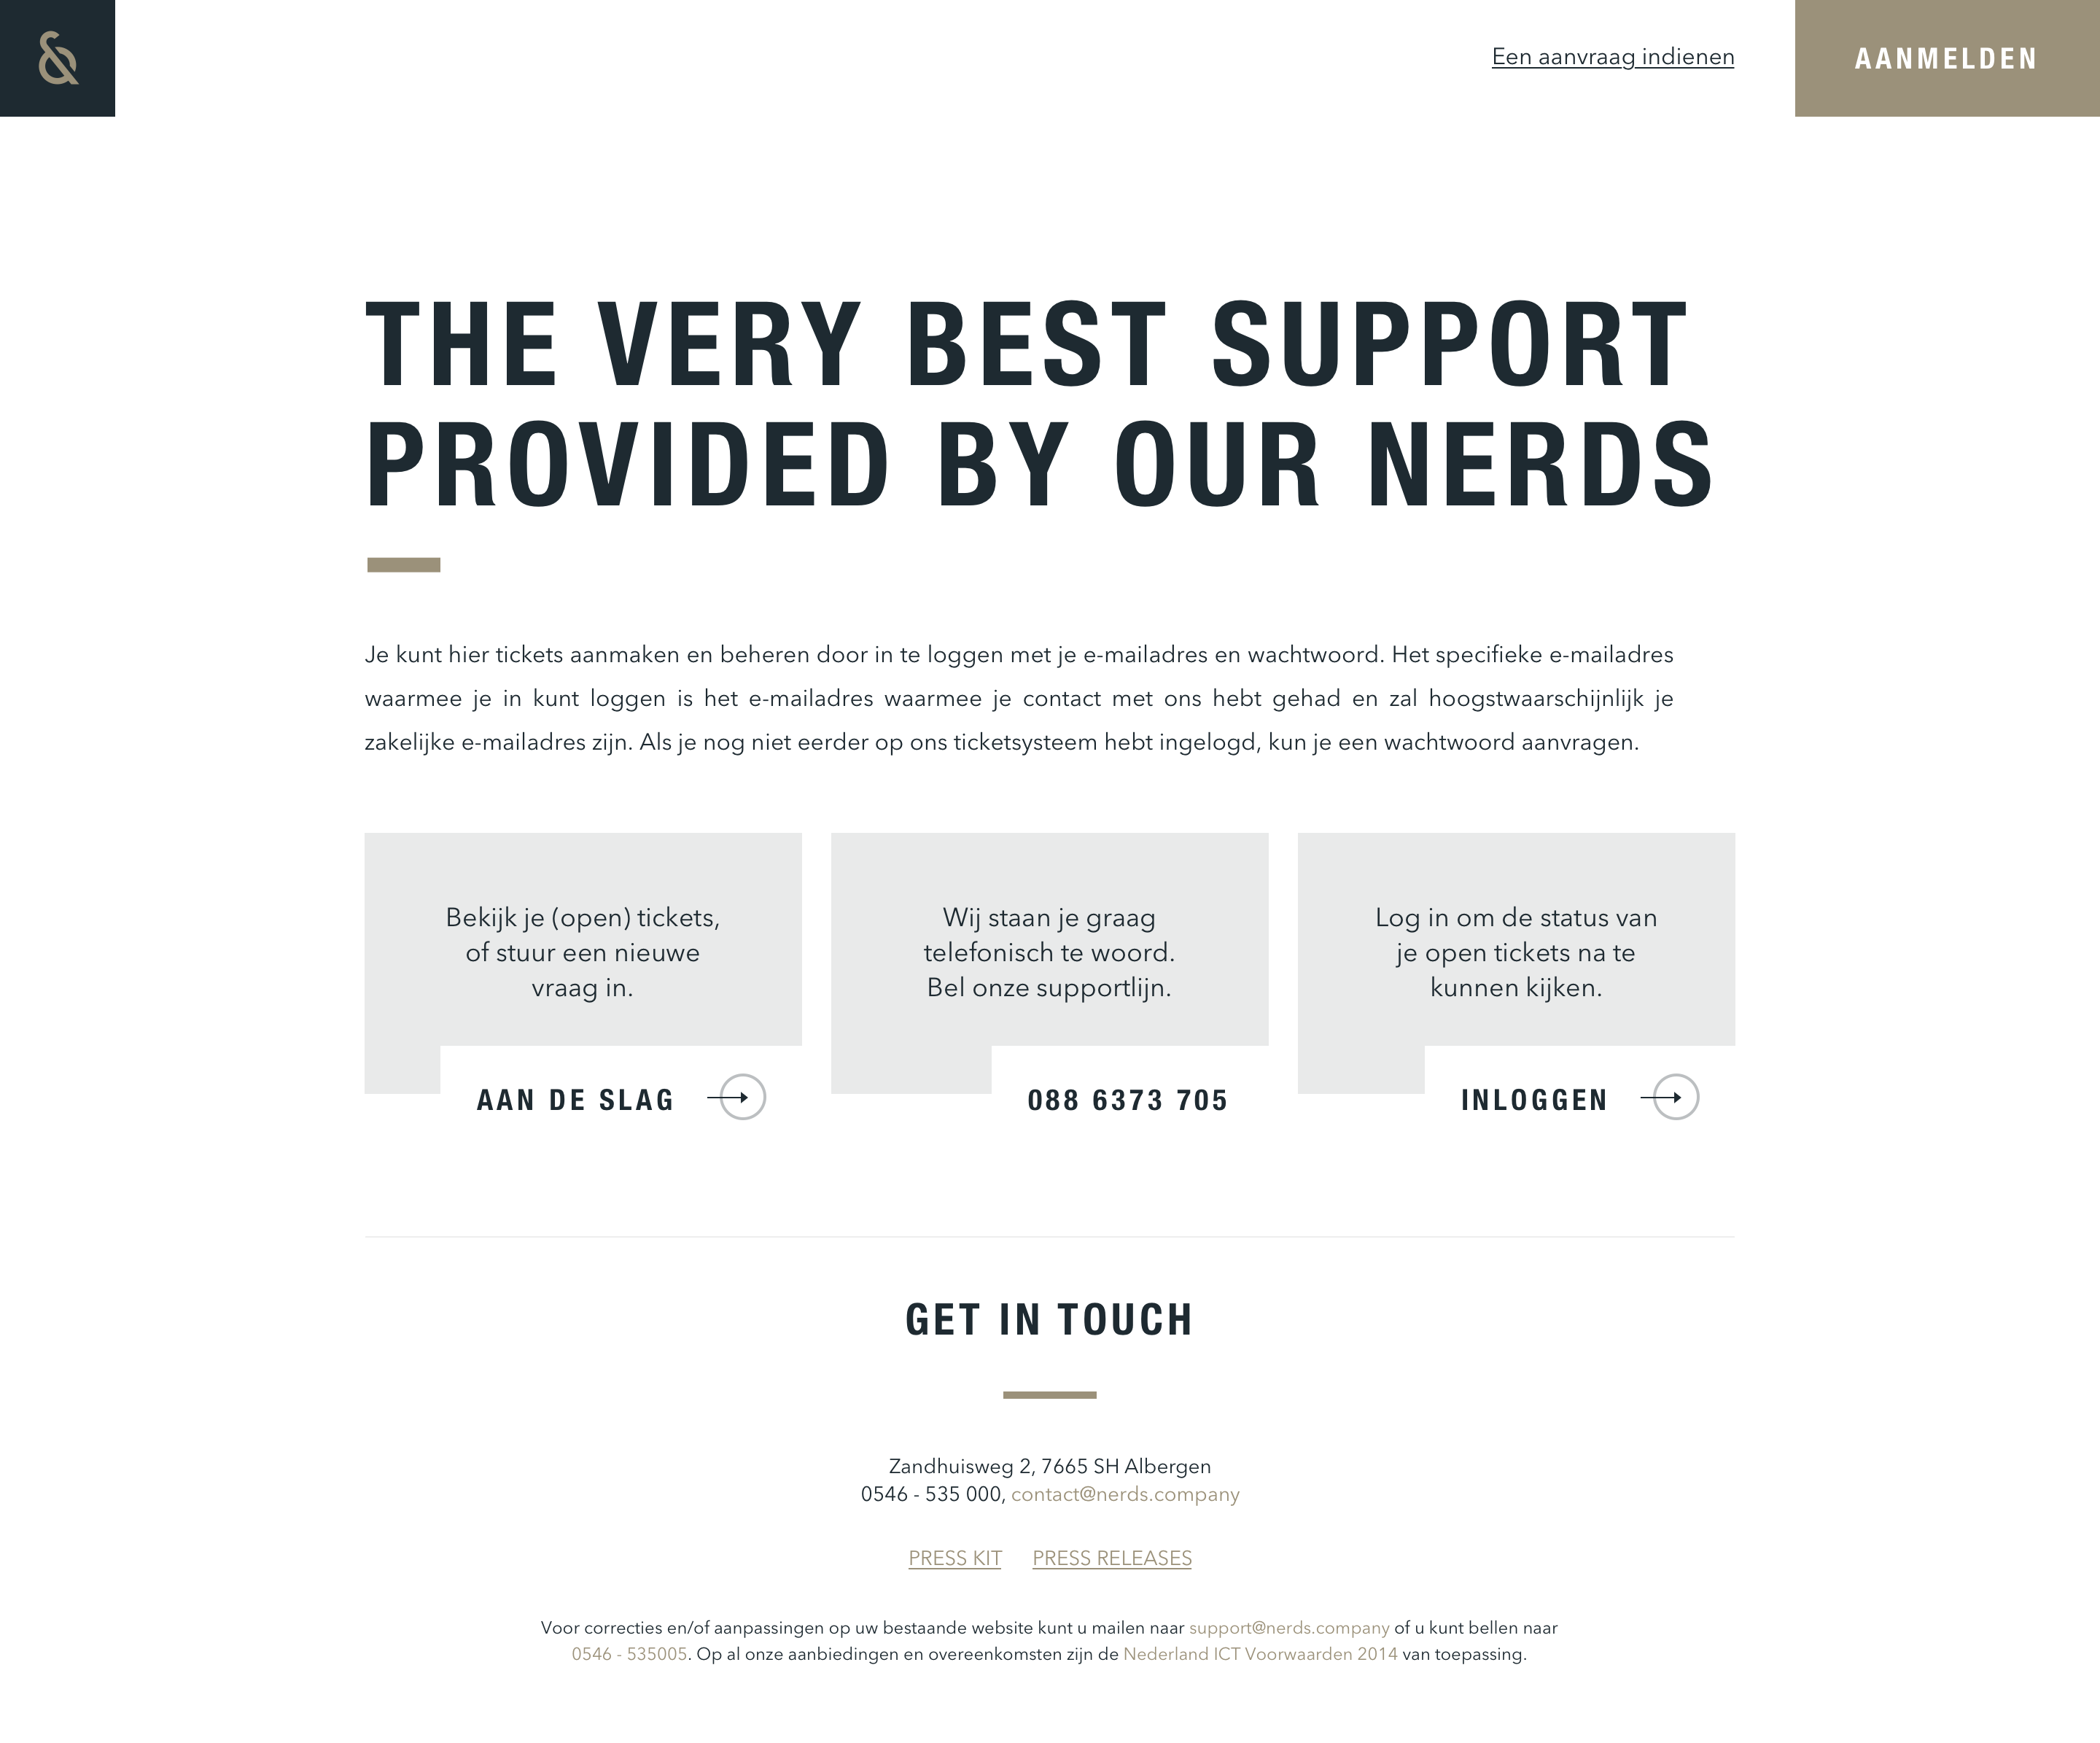 &
Een aanvraag indienen
AANMELDEN
THE VERY BEST SUPPORT
PROVIDED BY OUR NERDS
Je kunt hier tickets aanmaken en beheren door in te loggen met je e-mailadres en wachtwoord. Het specifieke e-mailadres
waarmee je in kunt loggen is het e-mailadres waarmee je contact met ons hebt gehad en zal hoogstwaarschijnlijk je
zakelijke e-mailadres zijn. Als je nog niet eerder op ons ticketsysteem hebt ingelogd, kun je een wachtwoord aanvragen.
Bekijk je (open) tickets,
of stuur een nieuwe
vraag in.
AAN DE SLAG
Wij staan je graag
telefonisch te woord.
Bel onze supportlijn.
088 6373 705
Log in om de status van
je open tickets na te
kunnen kijken.
INLOGGEN
GET IN TOUCH
Zandhuisweg 2, 7665 SH Albergen
0546 - 535 000, contact@nerds.company
PRESS KIT PRESS RELEASES
Voor correcties en/of aanpassingen op uw bestaande website kunt u mailen naar support@nerds.company of u kunt bellen naar
0546 - 535005. Op al onze aanbiedingen en overeenkomsten zijn de Nederland ICT Voorwaarden 2014 van toepassing.